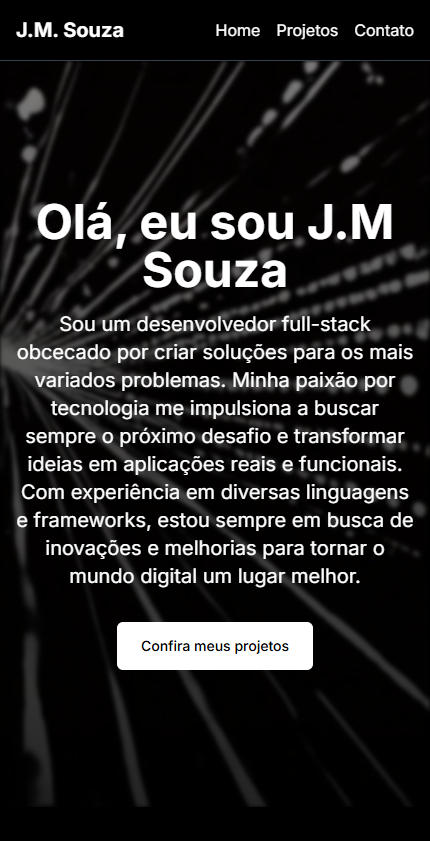 J.M. Souza
Home Projetos Contato
Olá, eu sou J.M
Souza
Sou um desenvolvedor full-stack
obcecado por criar soluções para os mais
variados problemas. Minha paixão por
tecnologia me impulsiona a buscar
sempre o próximo desafio e transformar
ideias em aplicações reais e funcionais.
Com experiência em diversas linguagens
e frameworks, estou sempre em busca de
inovações e melhorias para tornar o
mundo digital um lugar melhor.
Confira meus projetos